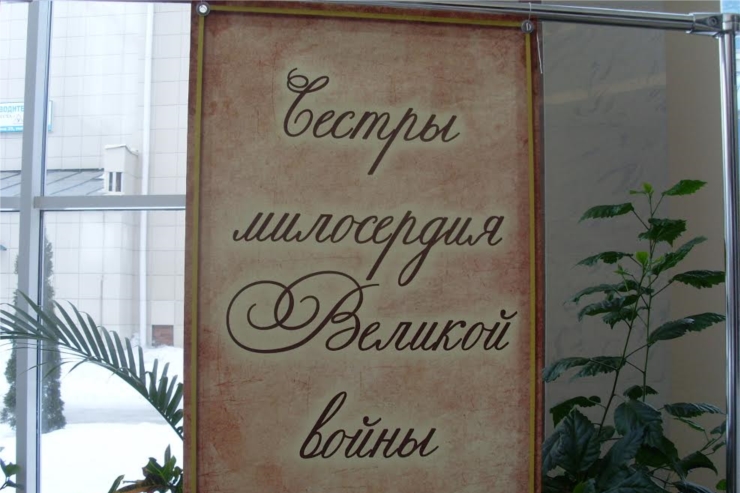 Сестры
милосердия
Великой
войны